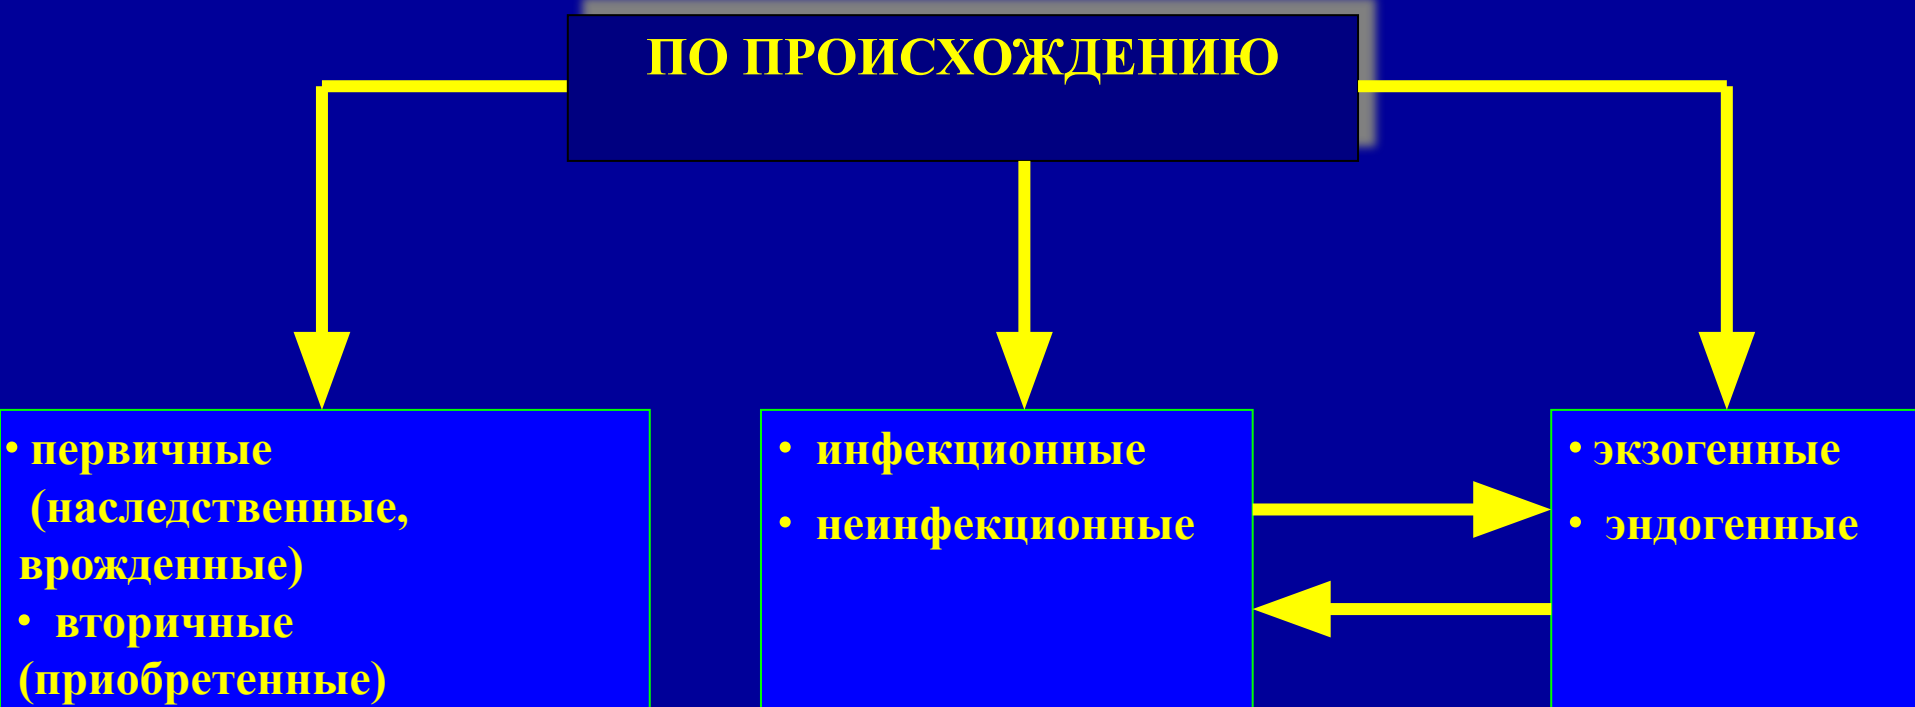 ПО ПРОИСХОЖДЕНИЮ
• первичные
(наследственные,
врожденные)
• вторичные
(приобретенные)
• инфекционные
• неинфекционные
• экзогенные
• эндогенные